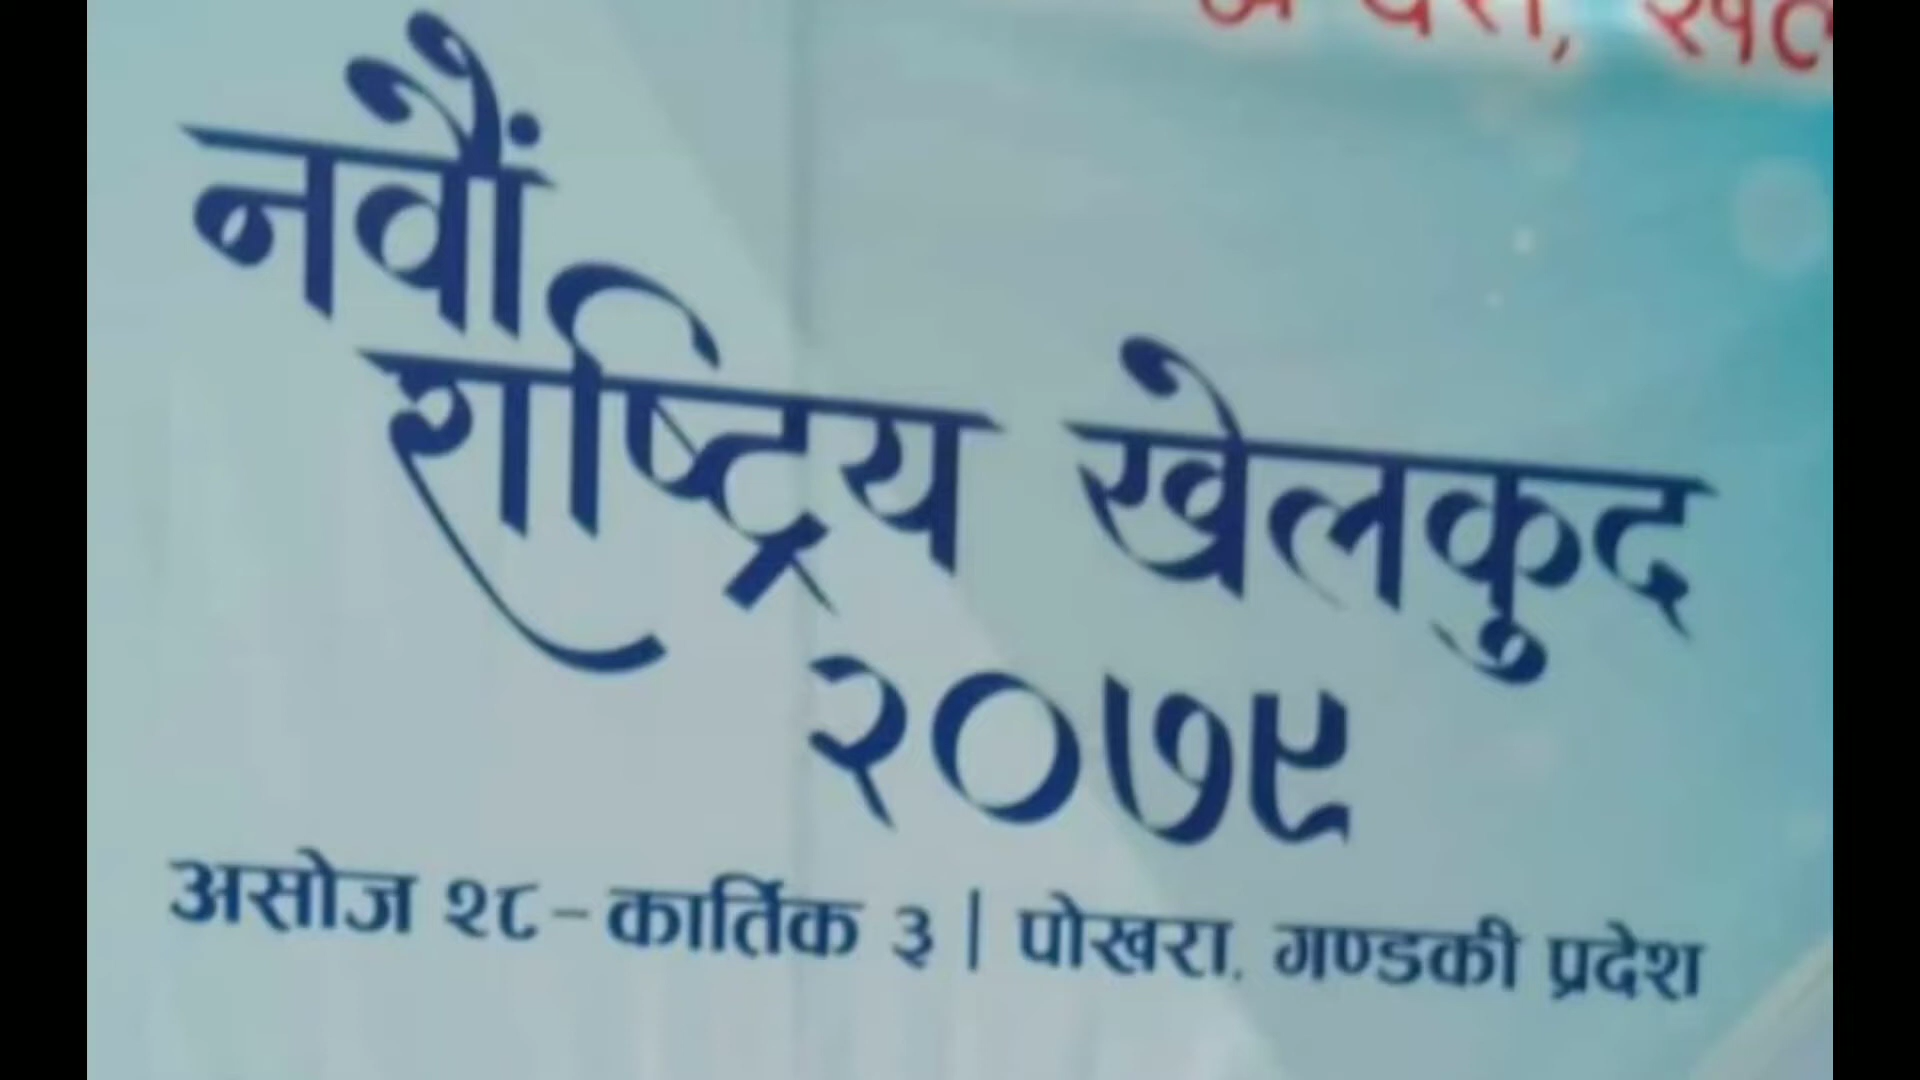 नवौं
राष्ट्रिय खेलकुद
२०७९
असोज २८-कार्तिक ३ | पोखरा, गण्डकी प्रदेश